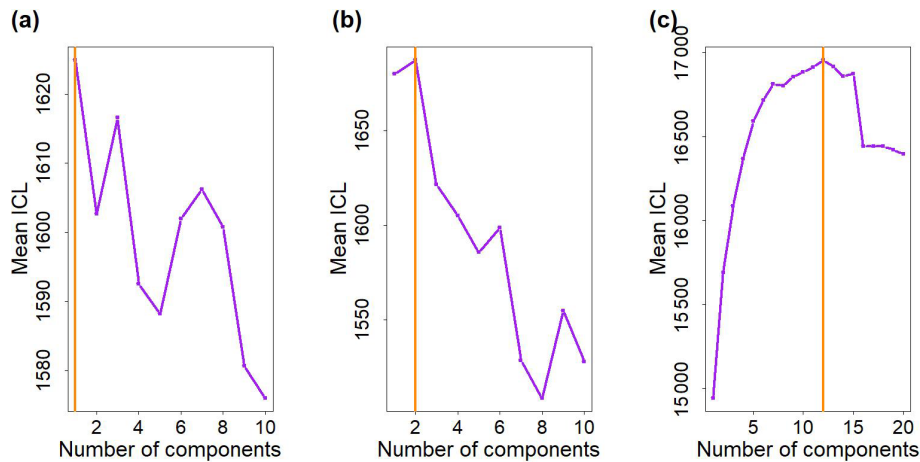 (a)
Mean ICL
1620
1610
1600
1590
1580
2 4 6 8 10
Number of components
(b)
Mean ICL
1650
1600
1550
2 4 6 8 10
Number of components
(c)
Mean ICL
17000
16500
16000
15500
15000
5 10 15 20
Number of components